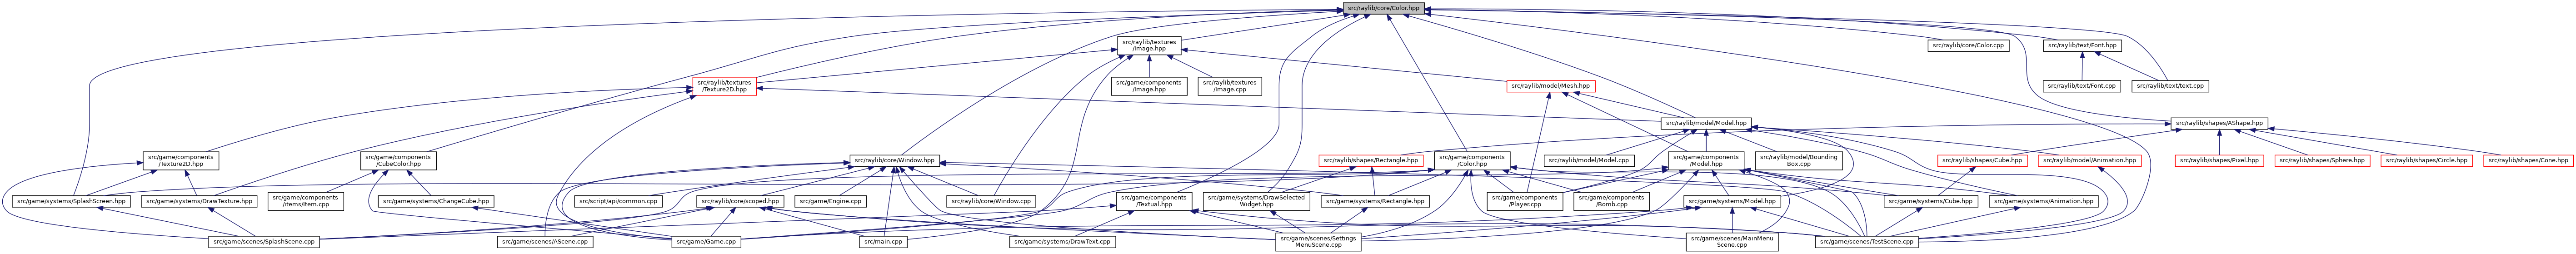 src/raylib/core/Color.hpp
src/raylib/textures
/Image.hpp
src/raylib/core/Color.cpp
src/raylib/text/Font.hpp
src/raylib/textures
/Texture2D.hpp
src/game/components
/Image.hpp
src/raylib/textures
/Image.cpp
src/raylib/model/Mesh.hpp
src/raylib/text/Font.cpp
src/raylib/text/text.cpp
src/raylib/model/Model.hpp
src/raylib/shapes/AShape.hpp
src/game/components
/Texture2D.hpp
src/game/components
/CubeColor.hpp
src/raylib/core/Window.hpp
src/raylib/shapes/Rectangle.hpp
src/game/components
/Color.hpp
src/raylib/model/Model.cpp
src/game/components
/Model.hpp
src/raylib/model/Bounding
Box.cpp
src/raylib/shapes/Cube.hpp
src/raylib/model/Animation.hpp
src/raylib/shapes/Pixel.hpp
src/raylib/shapes/Sphere.hpp
src/raylib/shapes/Circle.hpp
src/raylib/shapes/Cone.hpp
src/game/systems/SplashScreen.hpp
src/game/systems/DrawTexture.hpp
src/game/components
/items/Item.cpp
src/game/systems/ChangeCube.hpp
src/script/api/common.cpp
src/raylib/core/scoped.hpp
src/game/Engine.cpp
src/raylib/core/Window.cpp
src/game/components
/Textual.hpp
src/game/systems/DrawSelected
Widget.hpp
src/game/systems/Rectangle.hpp
src/game/components
/Player.cpp
src/game/components
/Bomb.cpp
src/game/systems/Model.hpp
src/game/systems/Cube.hpp
src/game/systems/Animation.hpp
src/game/scenes/SplashScene.cpp
src/game/scenes/AScene.cpp
src/game/Game.cpp
src/main.cpp
src/game/systems/DrawText.cpp
src/game/scenes/Settings
MenuScene.cpp
src/game/scenes/MainMenu
Scene.cpp
src/game/scenes/TestScene.cpp